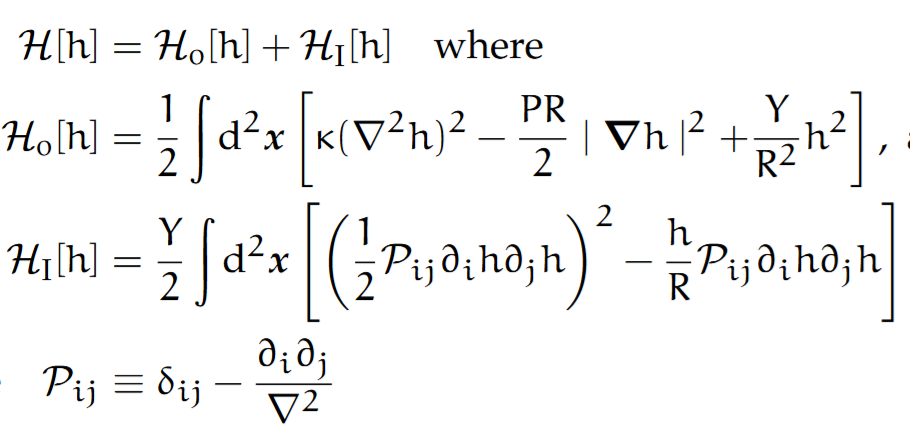 ℋ[h] = ℋ₀[h] + ℋ_I[h] where
ℋ₀[h] = 1/2 ∫ d²x [ κ(∇²h)² − PR/2 | ∇h |² + Y/R² h² ] ,
ℋ_I[h] = Y/2 ∫ d²x [ ( 1/2 𝒫_ij ∂_i h ∂_j h )² − h/R 𝒫_ij ∂_i h ∂_j h ]
𝒫_ij ≡ δ_ij − ∂_i ∂_j / ∇²